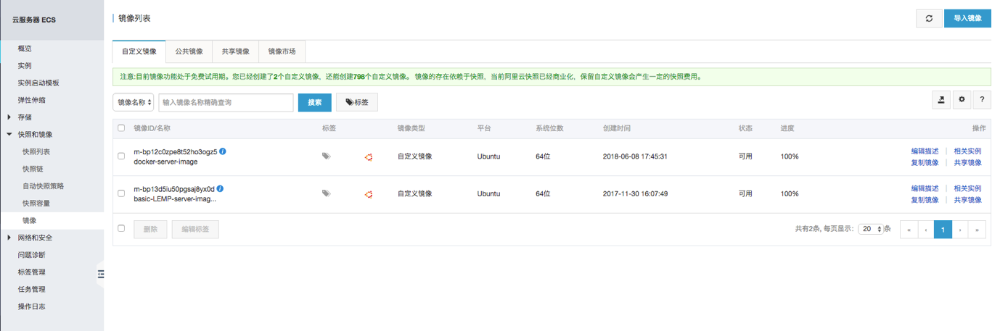 云服务器 ECS
概览
实例
实例启动模板
弹性伸缩
存储
快照和镜像
快照列表
快照链
自动快照策略
快照容量
镜像
网络和安全
问题诊断
标签管理
任务管理
操作日志
镜像列表
导入镜像
自定义镜像 公共镜像 共享镜像 镜像市场
注意:目前镜像功能处于免费试用期。您已经创建了2个自定义镜像，还能创建798个自定义镜像。 镜像的存在依赖于快照，当前阿里云快照已经商业化，保留自定义镜像会产生一定的快照费用。
镜像名称 输入镜像名称精确查询 搜索 标签 ?
镜像ID/名称 标签 镜像类型 平台 系统位数 创建时间 状态 进度 操作
m-bp12c0zpe8t52ho3ogz5 自定义镜像 Ubuntu 64位 2018-06-08 17:45:31 可用 100% 编辑描述 | 相关实例
docker-server-image 复制镜像 | 共享镜像
m-bp13d5iu50pgsaj8yx0d 自定义镜像 Ubuntu 64位 2017-11-30 16:07:49 可用 100% 编辑描述 | 相关实例
basic-LEMP-server-imag... 复制镜像 | 共享镜像
删除 编辑标签 共有2条, 每页显示: 20 条 « ‹ 1 › »